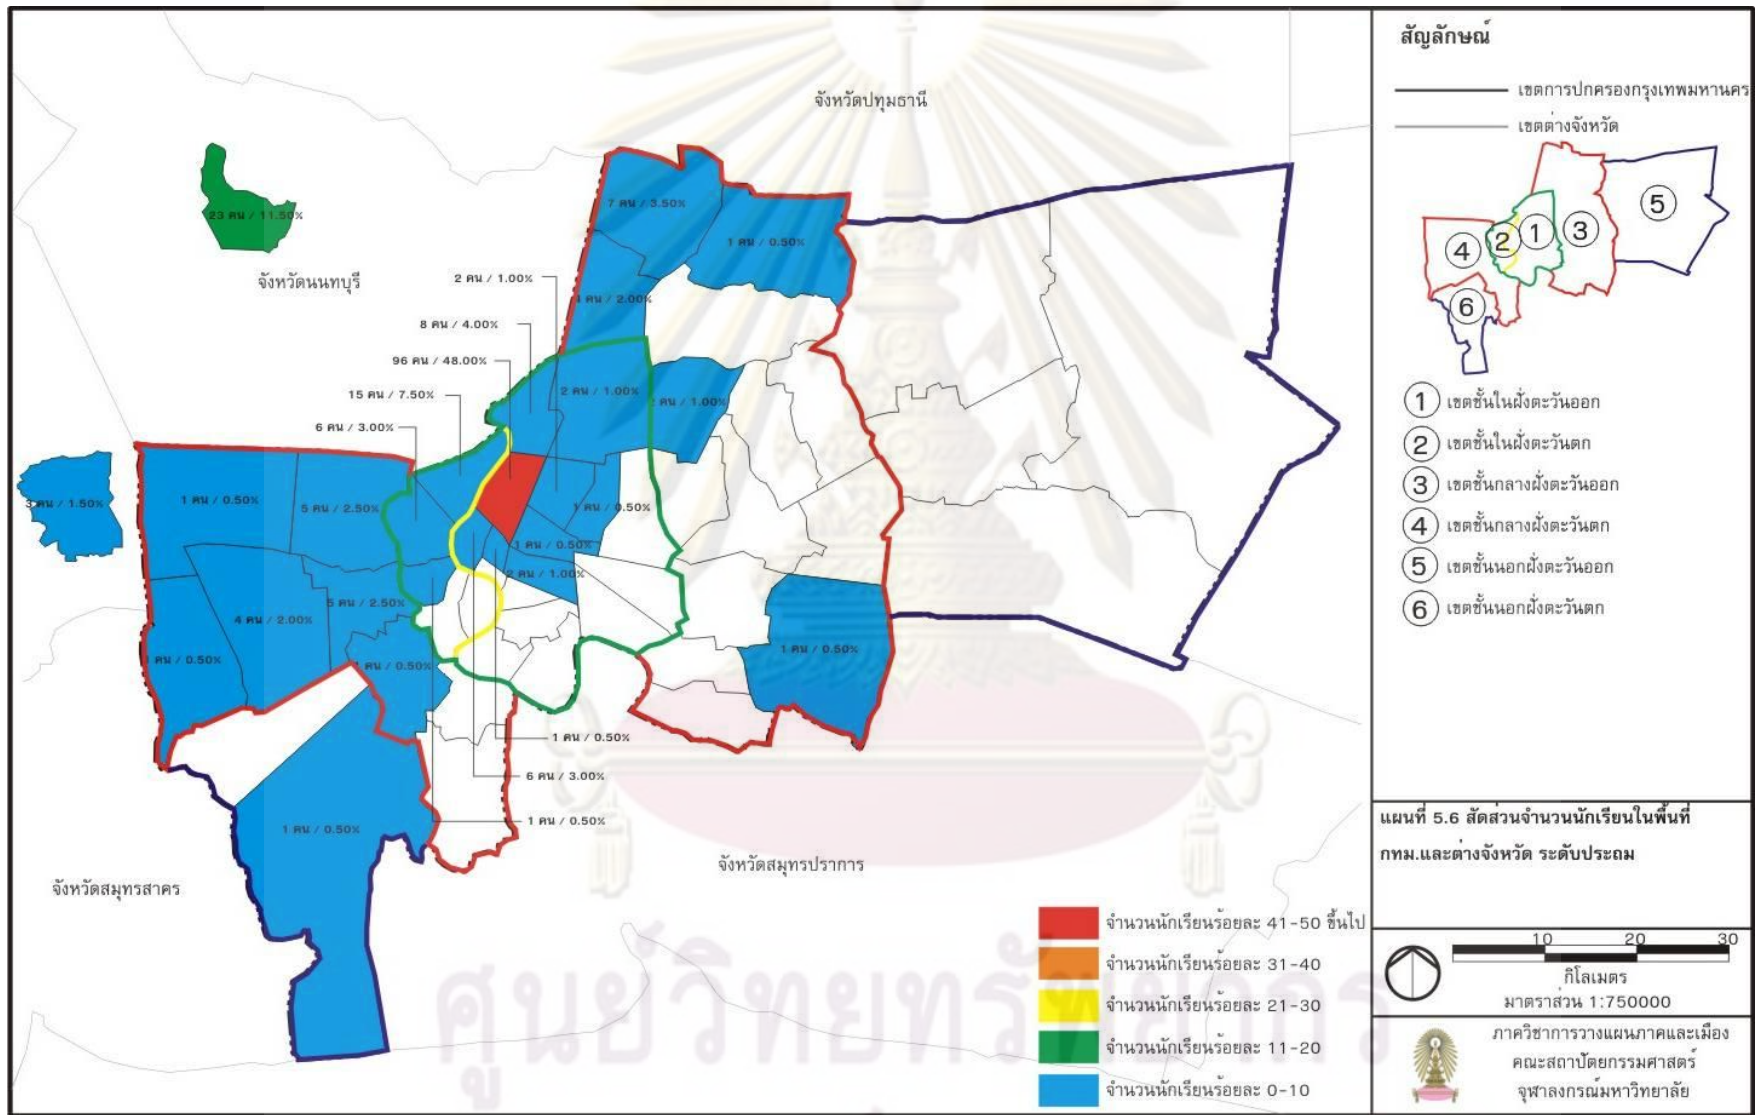 จังหวัดปทุมธานี
23 คน / 11.50%
จังหวัดนนทบุรี
7 คน / 3.50%
1 คน / 0.50%
2 คน / 1.00%
คน / 2.00%
8 คน / 4.00%
96 คน / 48.00%
2 คน / 1.00%
คน / 1.00%
15 คน / 7.50%
6 คน / 3.00%
3 คน / 1.50%
1 คน / 0.50%
5 คน / 2.50%
1 คน / 0.50%
1 คน / 0.50%
2 คน / 1.00%
5 คน / 2.50%
4 คน / 2.00%
1 คน / 0.50%
คน / 0.50%
คน / 0.50%
1 คน / 0.50%
6 คน / 3.00%
1 คน / 0.50%
1 คน / 0.50%
จังหวัดสมุทรปราการ
จังหวัดสมุทรสาคร
จำนวนนักเรียนร้อยละ 41-50 ขึ้นไป
จำนวนนักเรียนร้อยละ 31-40
จำนวนนักเรียนร้อยละ 21-30
จำนวนนักเรียนร้อยละ 11-20
จำนวนนักเรียนร้อยละ 0-10
ศูนย์วิทยทรัพยากร
สัญลักษณ์
เขตการปกครองกรุงเทพมหานคร
เขตต่างจังหวัด
5
1
3
2
4
6
1 เขตชั้นในฝั่งตะวันออก
2 เขตชั้นในฝั่งตะวันตก
3 เขตชั้นกลางฝั่งตะวันออก
4 เขตชั้นกลางฝั่งตะวันตก
5 เขตชั้นนอกฝั่งตะวันออก
6 เขตชั้นนอกฝั่งตะวันตก
แผนที่ 5.6 สัดส่วนจำนวนนักเรียนในพื้นที่
กทม.และต่างจังหวัด ระดับประถม
10 20 30
กิโลเมตร
มาตราส่วน 1:750000
ภาควิชาการวางแผนภาคและเมือง
คณะสถาปัตยกรรมศาสตร์
จุฬาลงกรณ์มหาวิทยาลัย